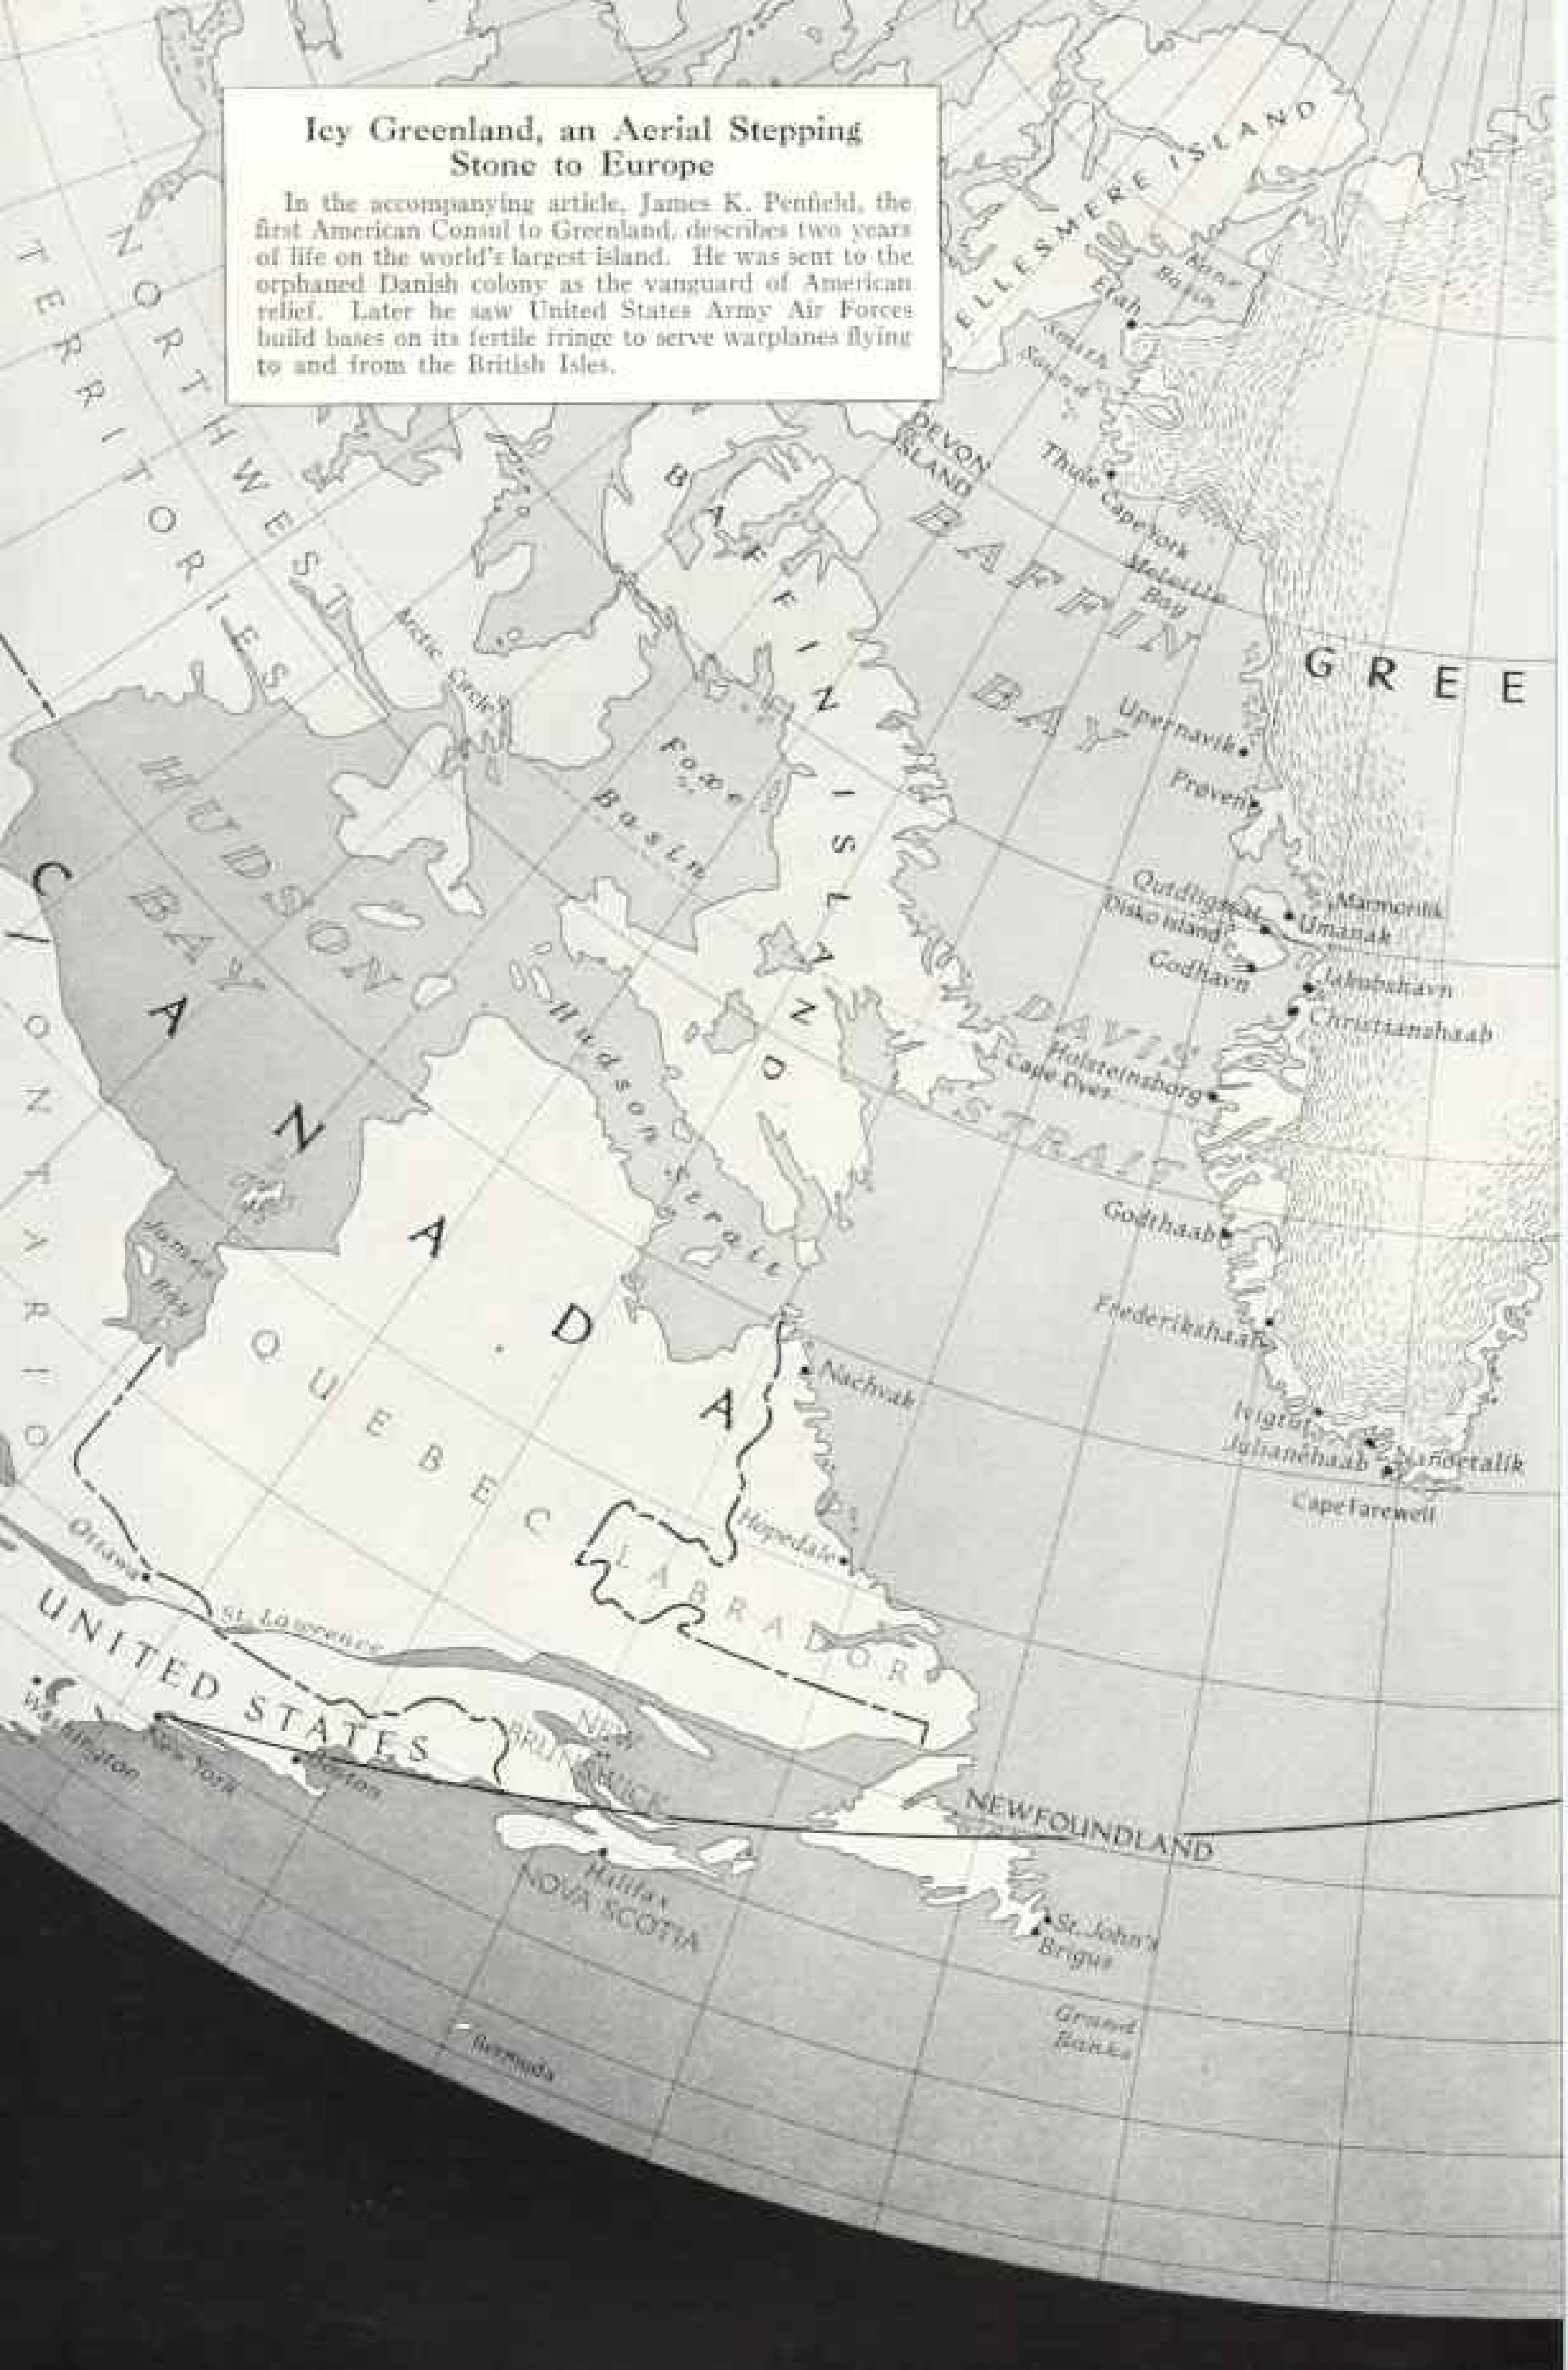 Icy Greenland, an Aerial Stepping
Stone to Europe
In the accompanying article, James K. Penfield, the
first American Consul to Greenland, describes two years
of life on the world's largest island. He was sent to the
orphaned Danish colony as the vanguard of American
relief. Later he saw United States Army Air Forces
build bases on its fertile fringe to serve warplanes flying
to and from the British Isles.
NORTHWEST
TERRITORIES
ELLESMERE ISLAND
Kane
Basin
Etah
Smith
Sound
DEVON
ISLAND
Thule
Cape York
Melville
Bay
BAFFIN
BAY
BAFFIN ISLAND
Arctic Circle
GREE
Upernavik
Prøven
Foxe
Basin
HUDSON
BAY
CANADA
Qutdligssat
Disko Island
Godhavn
Marmorilik
Umanak
Jakobshavn
Christianshaab
DAVIS
STRAIT
Holsteinsborg
Cape Dyer
Hudson Strait
ONTARIO
James
Bay
Godthaab
Frederikshaab
QUEBEC
Nachvak
Ivigtut
Julianehaab
Nanortalik
Cape Farewell
Hopedale
LABRADOR
Ottawa
St. Lawrence
UNITED STATES
Washington
New York
Boston
NEW
BRUNSWICK
NEWFOUNDLAND
Halifax
NOVA SCOTIA
St. John's
Brigus
Grand
Banks
Bermuda